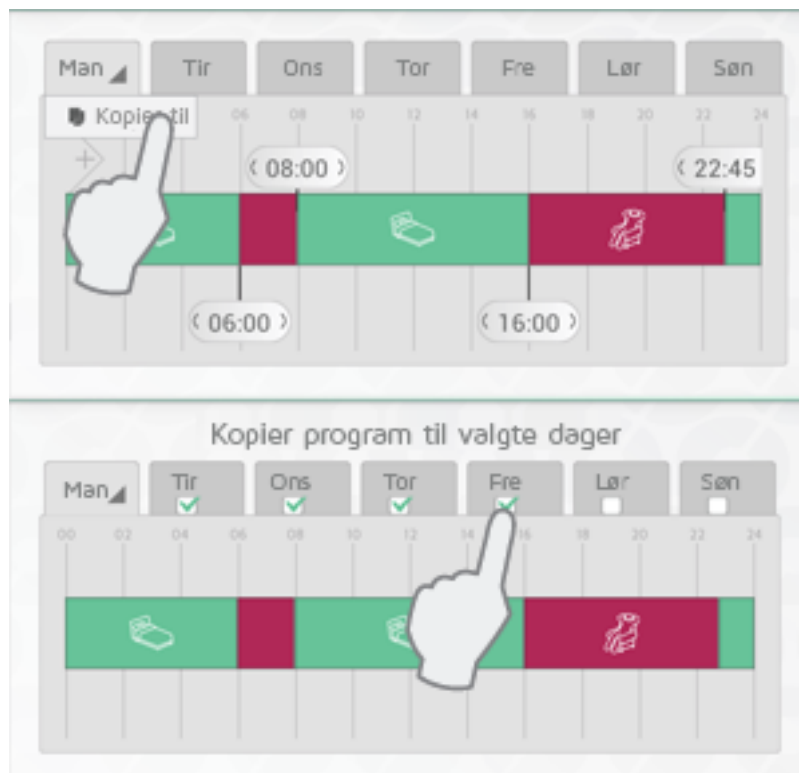 Man Tir Ons Tor Fre Lør Søn
Kopier til 06 08 10 12 14 16 18 20 22 24
+
08:00 22:45
06:00 16:00
Kopier program til valgte dager
Man Tir Ons Tor Fre Lør Søn
00 02 04 06 08 10 12 14 16 18 20 22 24